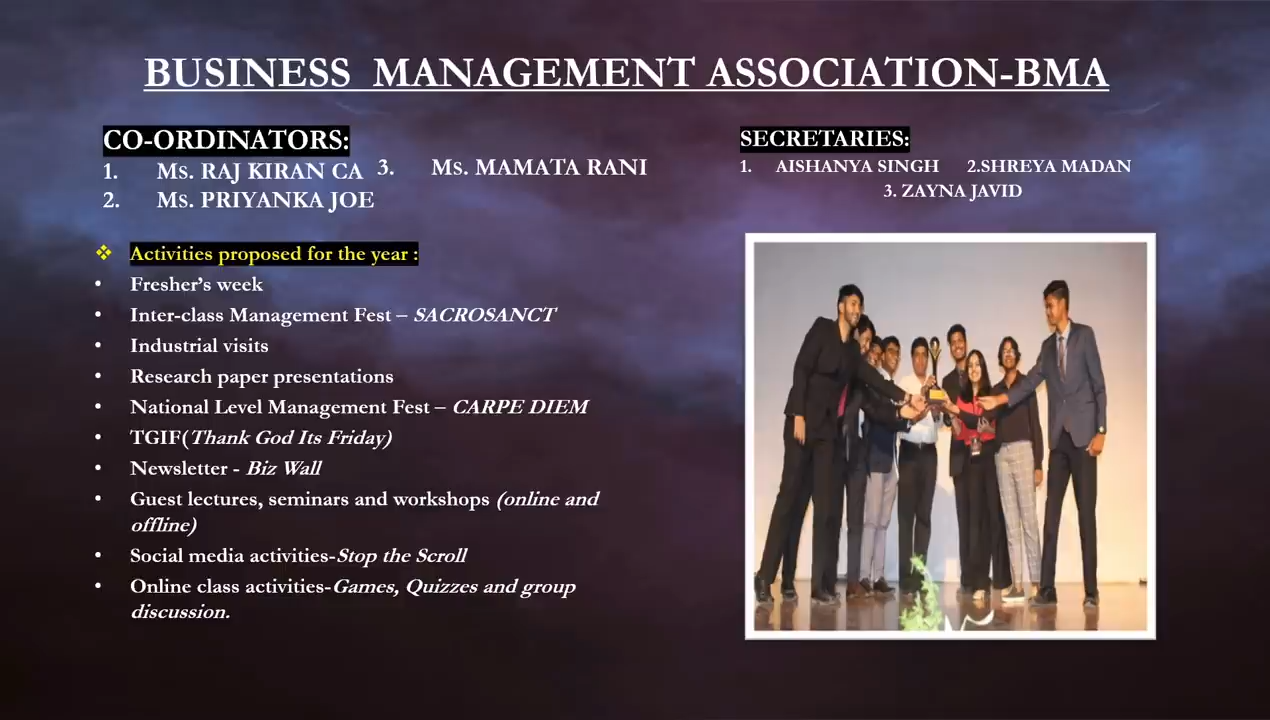 BUSINESS MANAGEMENT ASSOCIATION-BMA
CO-ORDINATORS:
1. Ms. RAJ KIRAN CA
2. Ms. PRIYANKA JOE
3. Ms. MAMATA RANI
SECRETARIES:
1. AISHANYA SINGH 2.SHREYA MADAN
3. ZAYNA JAVID
❖ Activities proposed for the year :
• Fresher’s week
• Inter-class Management Fest – SACROSANCT
• Industrial visits
• Research paper presentations
• National Level Management Fest – CARPE DIEM
• TGIF(Thank God Its Friday)
• Newsletter - Biz Wall
• Guest lectures, seminars and workshops (online and
offline)
• Social media activities-Stop the Scroll
• Online class activities-Games, Quizzes and group
discussion.